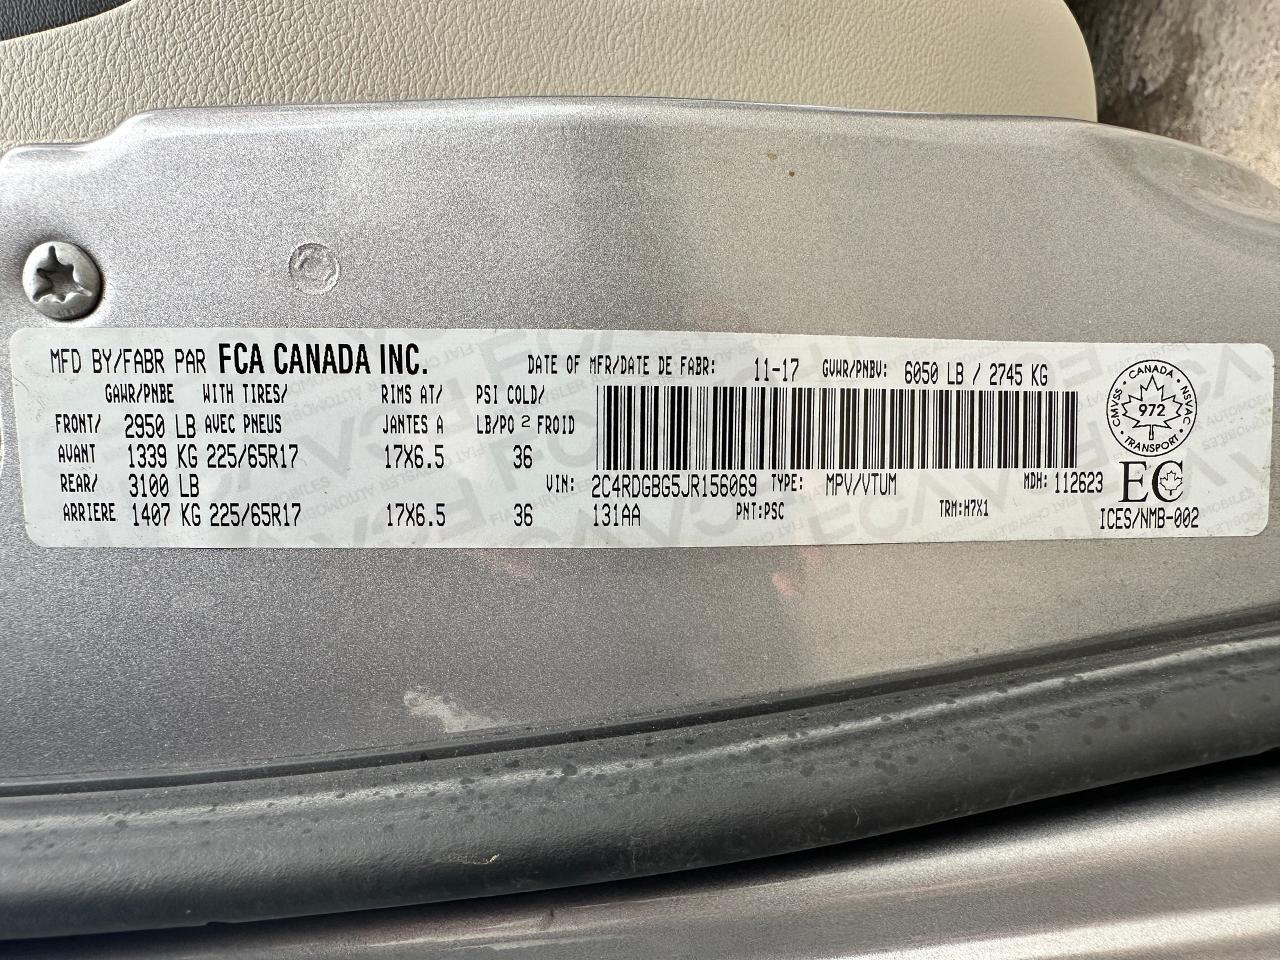 MFD BY/FABR PAR FCA CANADA INC. DATE OF MFR/DATE DE FABR: 11-17 GVWR/PNBV: 6050 LB / 2745 KG
GAWR/PNBE WITH TIRES/ RIMS AT/ PSI COLD/
FRONT/ 2950 LB AVEC PNEUS JANTES A LB/PO 2 FROID
AVANT 1339 KG 225/65R17 17X6.5 36
REAR/ 3100 LB VIN: 2C4RDGBG5JR156069 TYPE: MPV/VTUM MDH: 112623
ARRIERE 1407 KG 225/65R17 17X6.5 36 131AA PNT:PSC TRM:H7X1 ICES/NMB-002
CANADA
CMVSS 972 NSVAC
TRANSPORT
EC